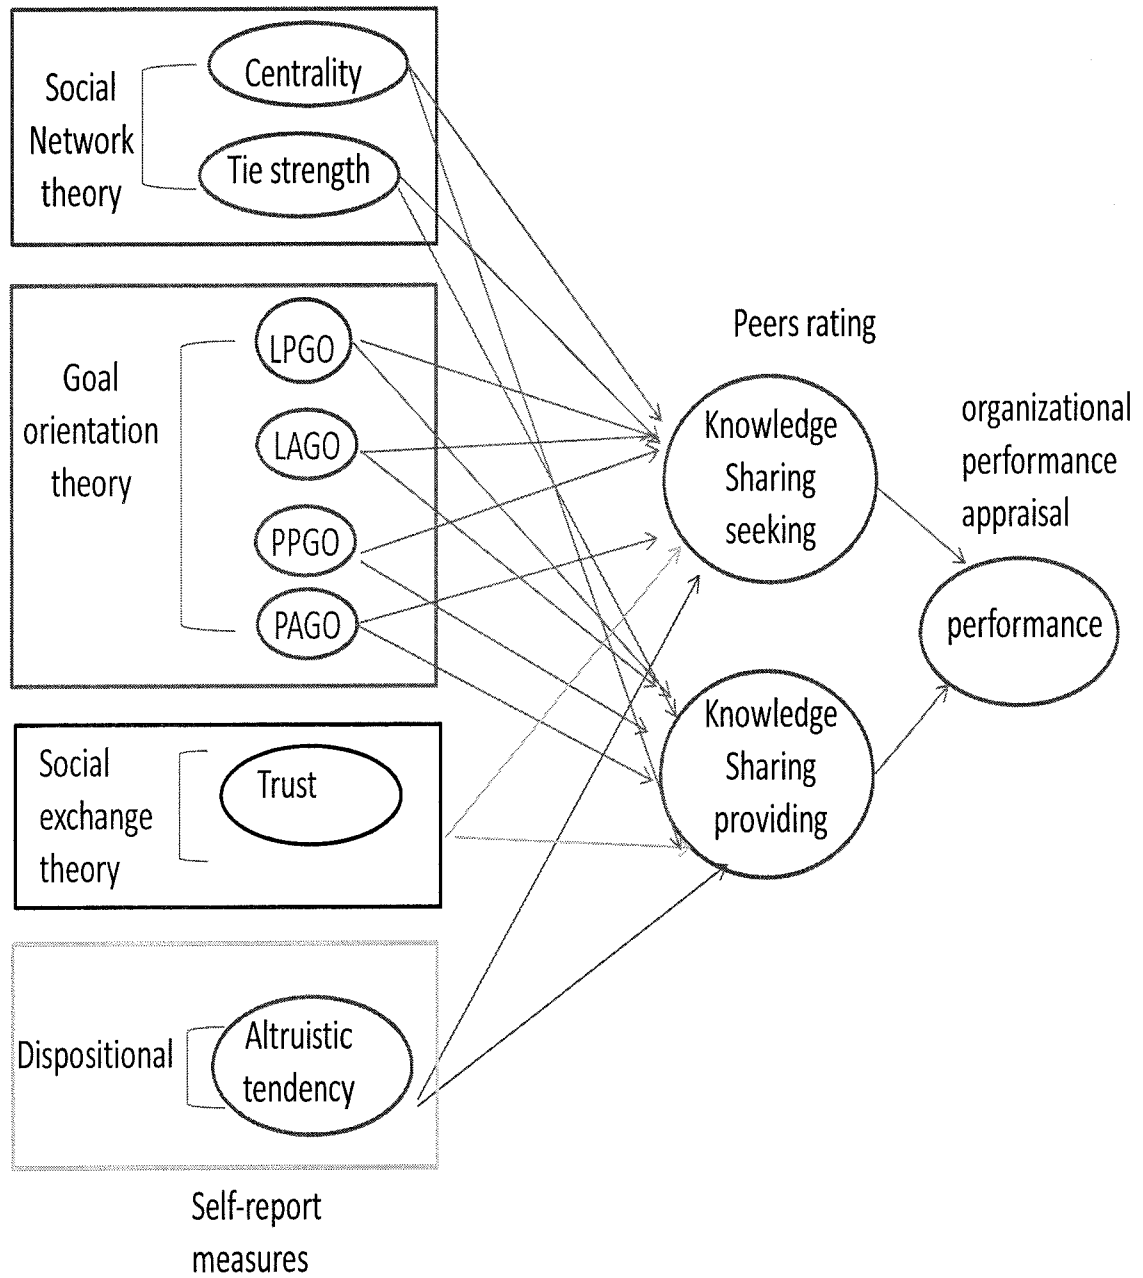 Social
Network
theory
Centrality
Tie strength
Goal
orientation
theory
LPGO
LAGO
PPGO
PAGO
Social
exchange
theory
Trust
Dispositional
Altruistic
tendency
Self-report
measures
Peers rating
Knowledge
Sharing
seeking
Knowledge
Sharing
providing
organizational
performance
appraisal
performance